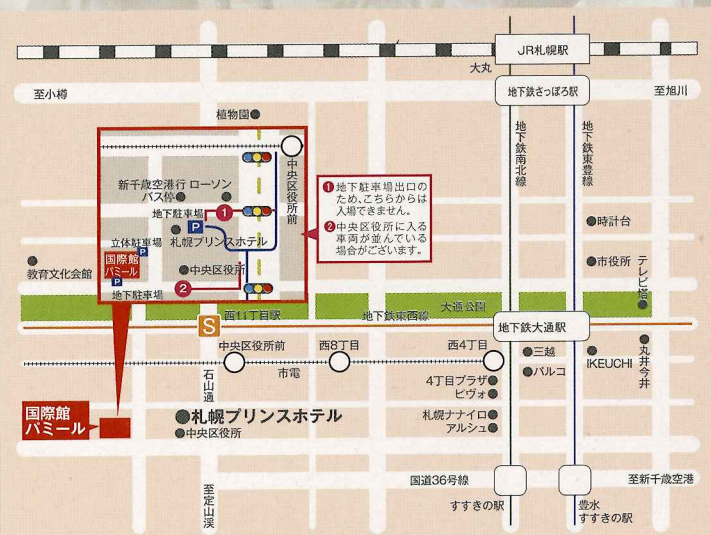 JR札幌駅
大丸
至小樽
地下鉄さっぽろ駅
至旭川
植物園
地下鉄南北線
地下鉄東豊線
中央区役所前
新千歳空港行
バス停
ローソン
地下駐車場
1
P
札幌プリンスホテル
立体駐車場
P
国際館
パミール
P
中央区役所
地下駐車場
2
1 地下駐車場出口の
ため、こちらからは
入場できません。
2 中央区役所に入る
車両が並んでいる
場合がございます。
時計台
市役所
テレビ塔
教育文化会館
大通公園
西11丁目駅
地下鉄東西線
地下鉄大通駅
S
中央区役所前
西8丁目
西4丁目
市電
石山通
三越
パルコ
IKEUCHI
丸井今井
4丁目プラザ
ピヴォ
札幌ナナイロ
アルシュ
国際館
パミール
札幌プリンスホテル
中央区役所
至定山渓
国道36号線
至新千歳空港
すすきの駅
豊水
すすきの駅